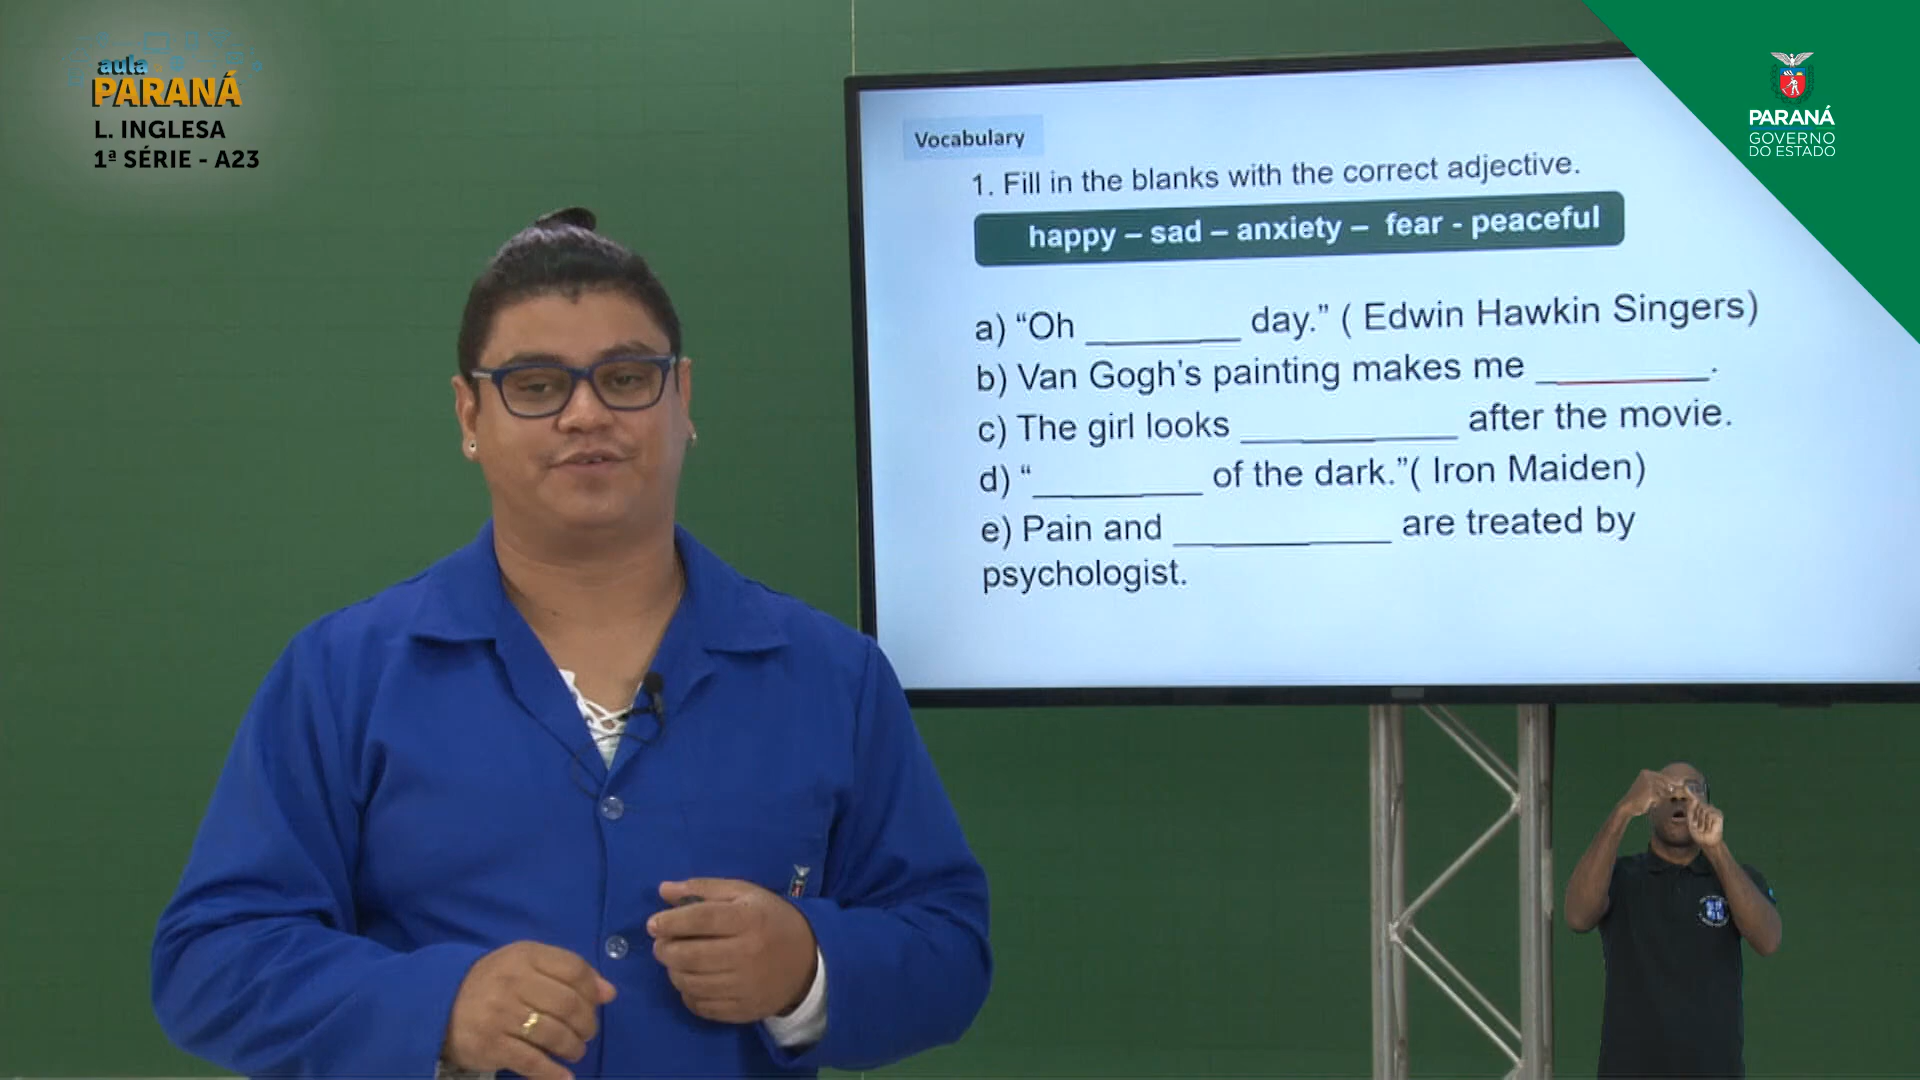 aula
PARANÁ
L. INGLESA
1ª SÉRIE - A23
PARANÁ
GOVERNO
DO ESTADO
Vocabulary
1. Fill in the blanks with the correct adjective.
happy – sad – anxiety – fear - peaceful
a) “Oh ________ day.” ( Edwin Hawkin Singers)
b) Van Gogh’s painting makes me _________.
c) The girl looks ___________ after the movie.
d) “_________ of the dark.”( Iron Maiden)
e) Pain and ___________ are treated by
psychologist.